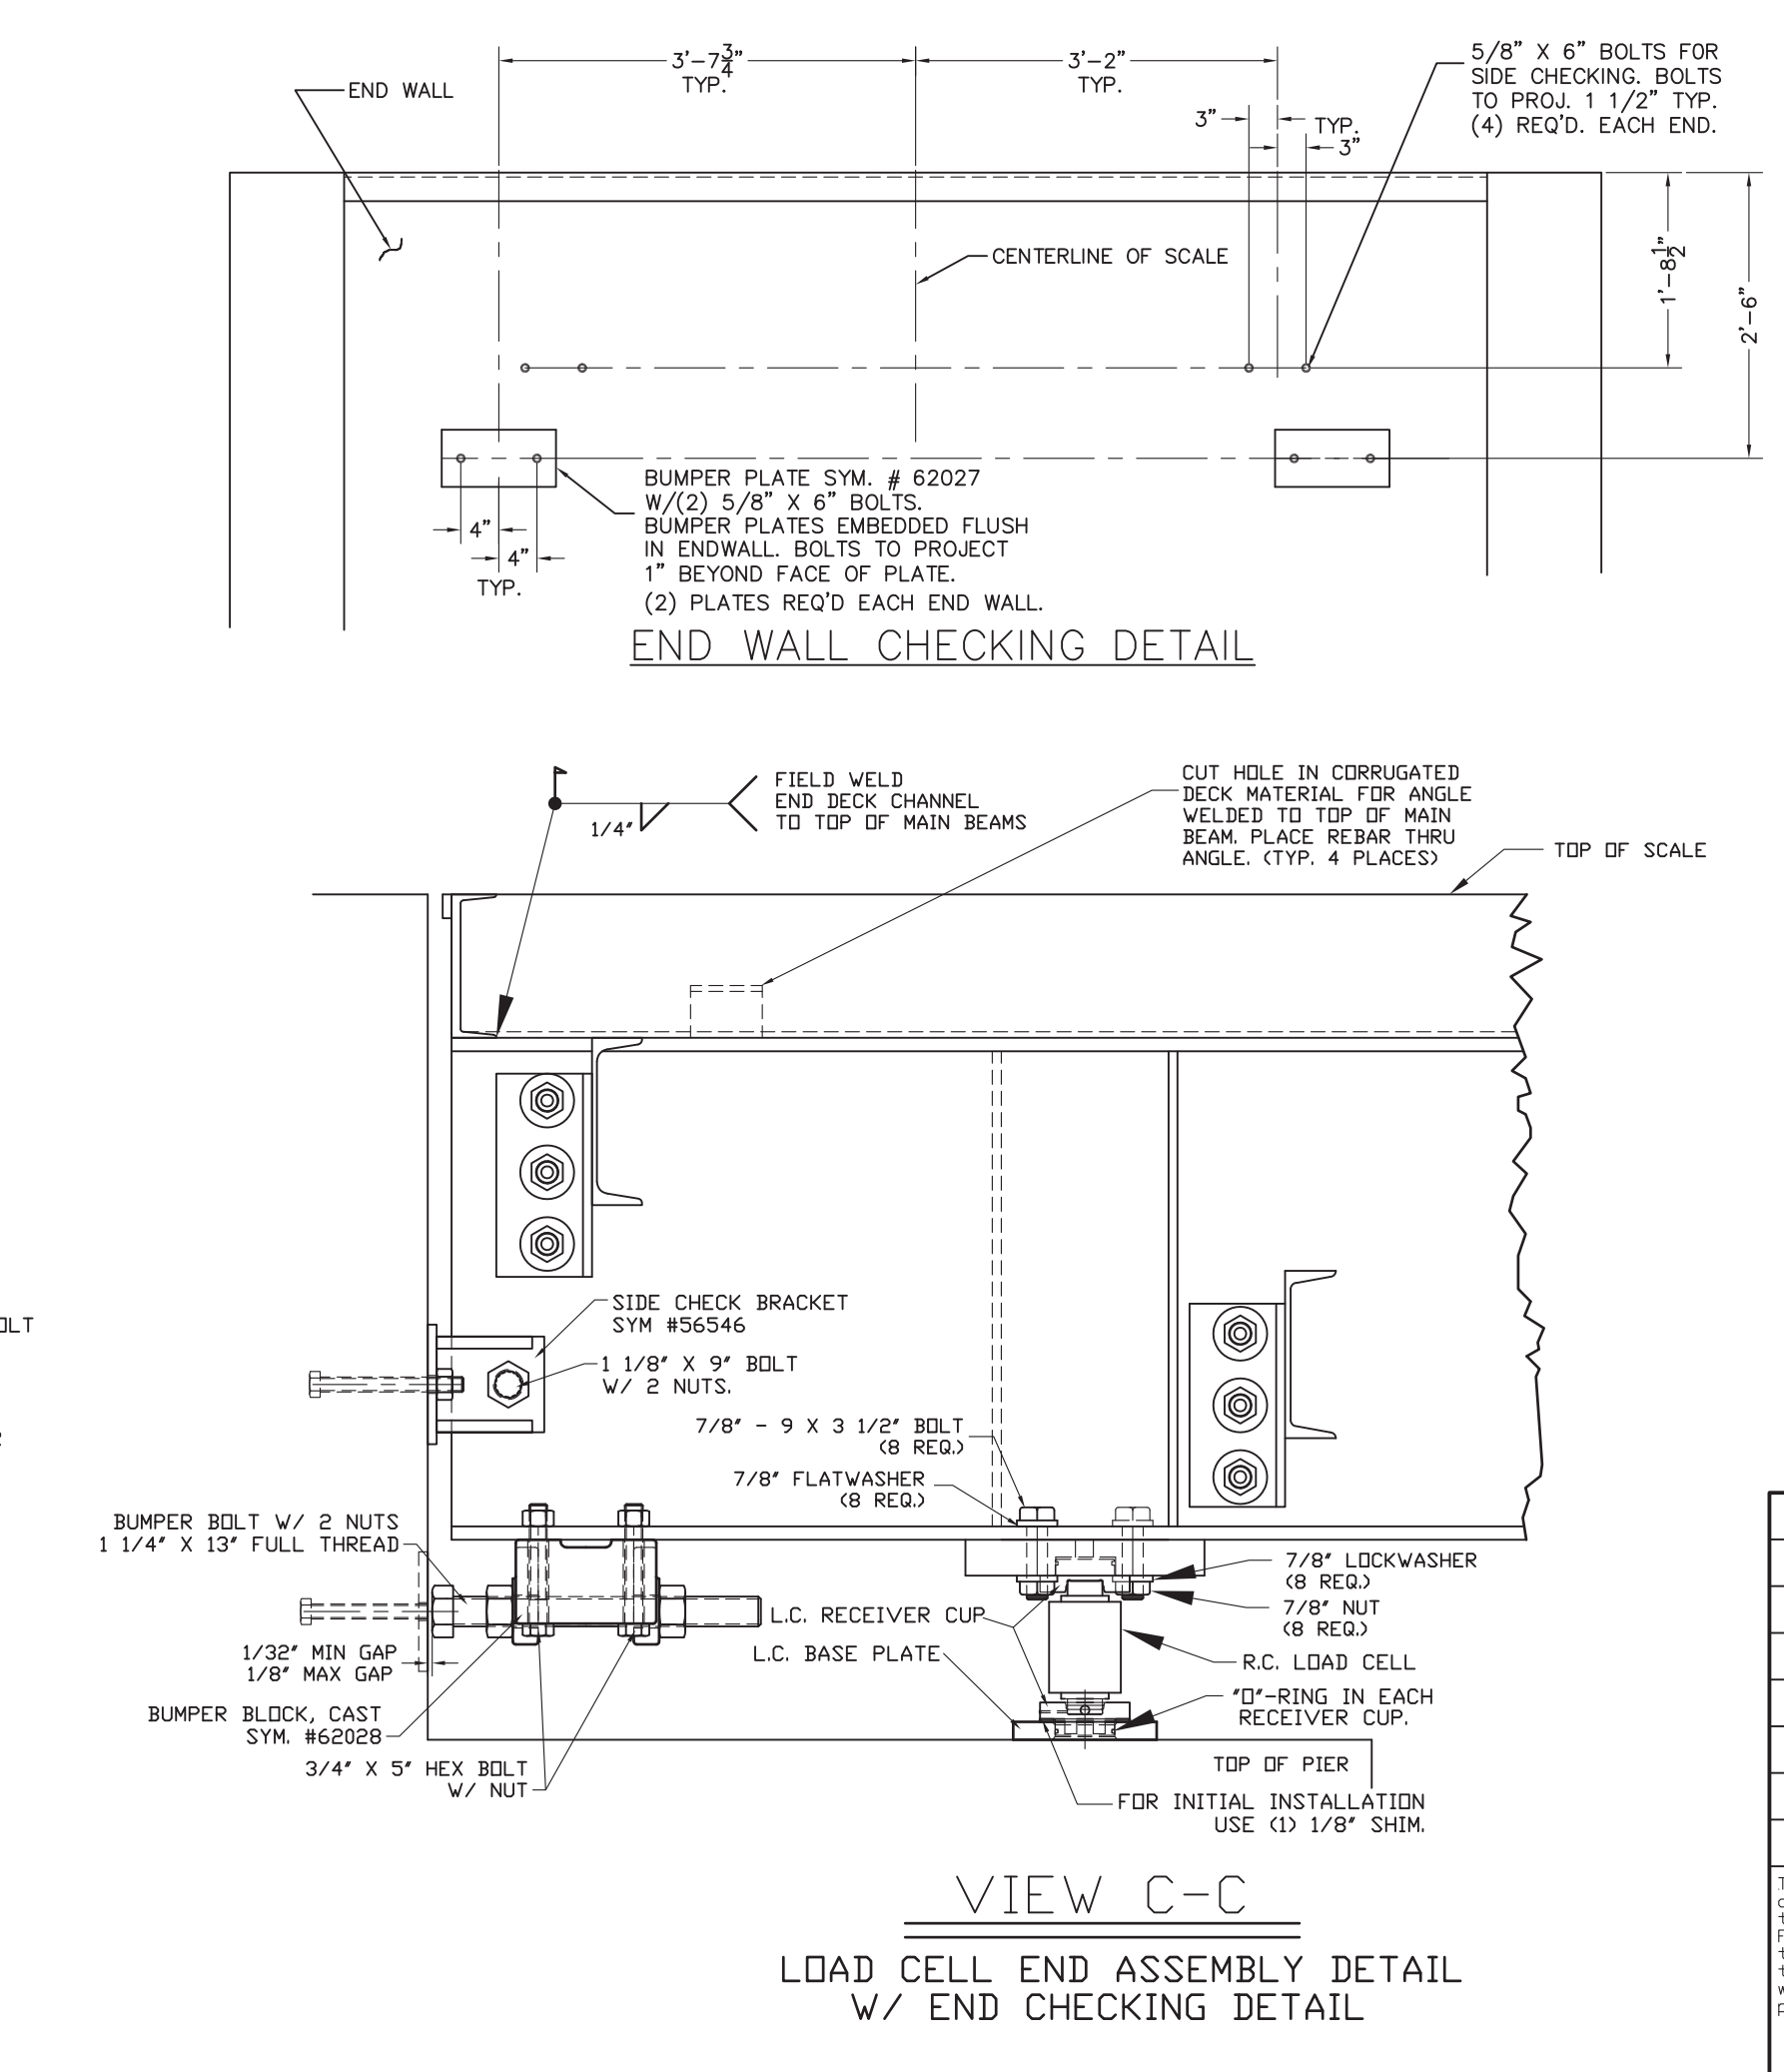 3'-7 3/4"
TYP.
3'-2"
TYP.
5/8" X 6" BOLTS FOR
SIDE CHECKING. BOLTS
TO PROJ. 1 1/2" TYP.
(4) REQ'D. EACH END.
END WALL
3"
TYP.
3"
CENTERLINE OF SCALE
1'-8 1/2"
2'-6"
BUMPER PLATE SYM. # 62027
W/(2) 5/8" X 6" BOLTS.
BUMPER PLATES EMBEDDED FLUSH
IN ENDWALL. BOLTS TO PROJECT
1" BEYOND FACE OF PLATE.
(2) PLATES REQ'D EACH END WALL.
4"
4"
TYP.
END WALL CHECKING DETAIL
FIELD WELD
END DECK CHANNEL
TO TOP OF MAIN BEAMS
1/4"
CUT HOLE IN CORRUGATED
DECK MATERIAL FOR ANGLE
WELDED TO TOP OF MAIN
BEAM. PLACE REBAR THRU
ANGLE. (TYP. 4 PLACES)
TOP OF SCALE
OLT
SIDE CHECK BRACKET
SYM #56546
1 1/8" X 9" BOLT
W/ 2 NUTS.
7/8" - 9 X 3 1/2" BOLT
(8 REQ.)
7/8" FLATWASHER
(8 REQ.)
BUMPER BOLT W/ 2 NUTS
1 1/4" X 13" FULL THREAD
7/8" LOCKWASHER
(8 REQ.)
7/8" NUT
(8 REQ.)
L.C. RECEIVER CUP
L.C. BASE PLATE
1/32" MIN GAP
1/8" MAX GAP
R.C. LOAD CELL
"O"-RING IN EACH
RECEIVER CUP.
BUMPER BLOCK, CAST
SYM. #62028
3/4" X 5" HEX BOLT
W/ NUT
TOP OF PIER
FOR INITIAL INSTALLATION
USE (1) 1/8" SHIM.
VIEW C-C
LOAD CELL END ASSEMBLY DETAIL
W/ END CHECKING DETAIL